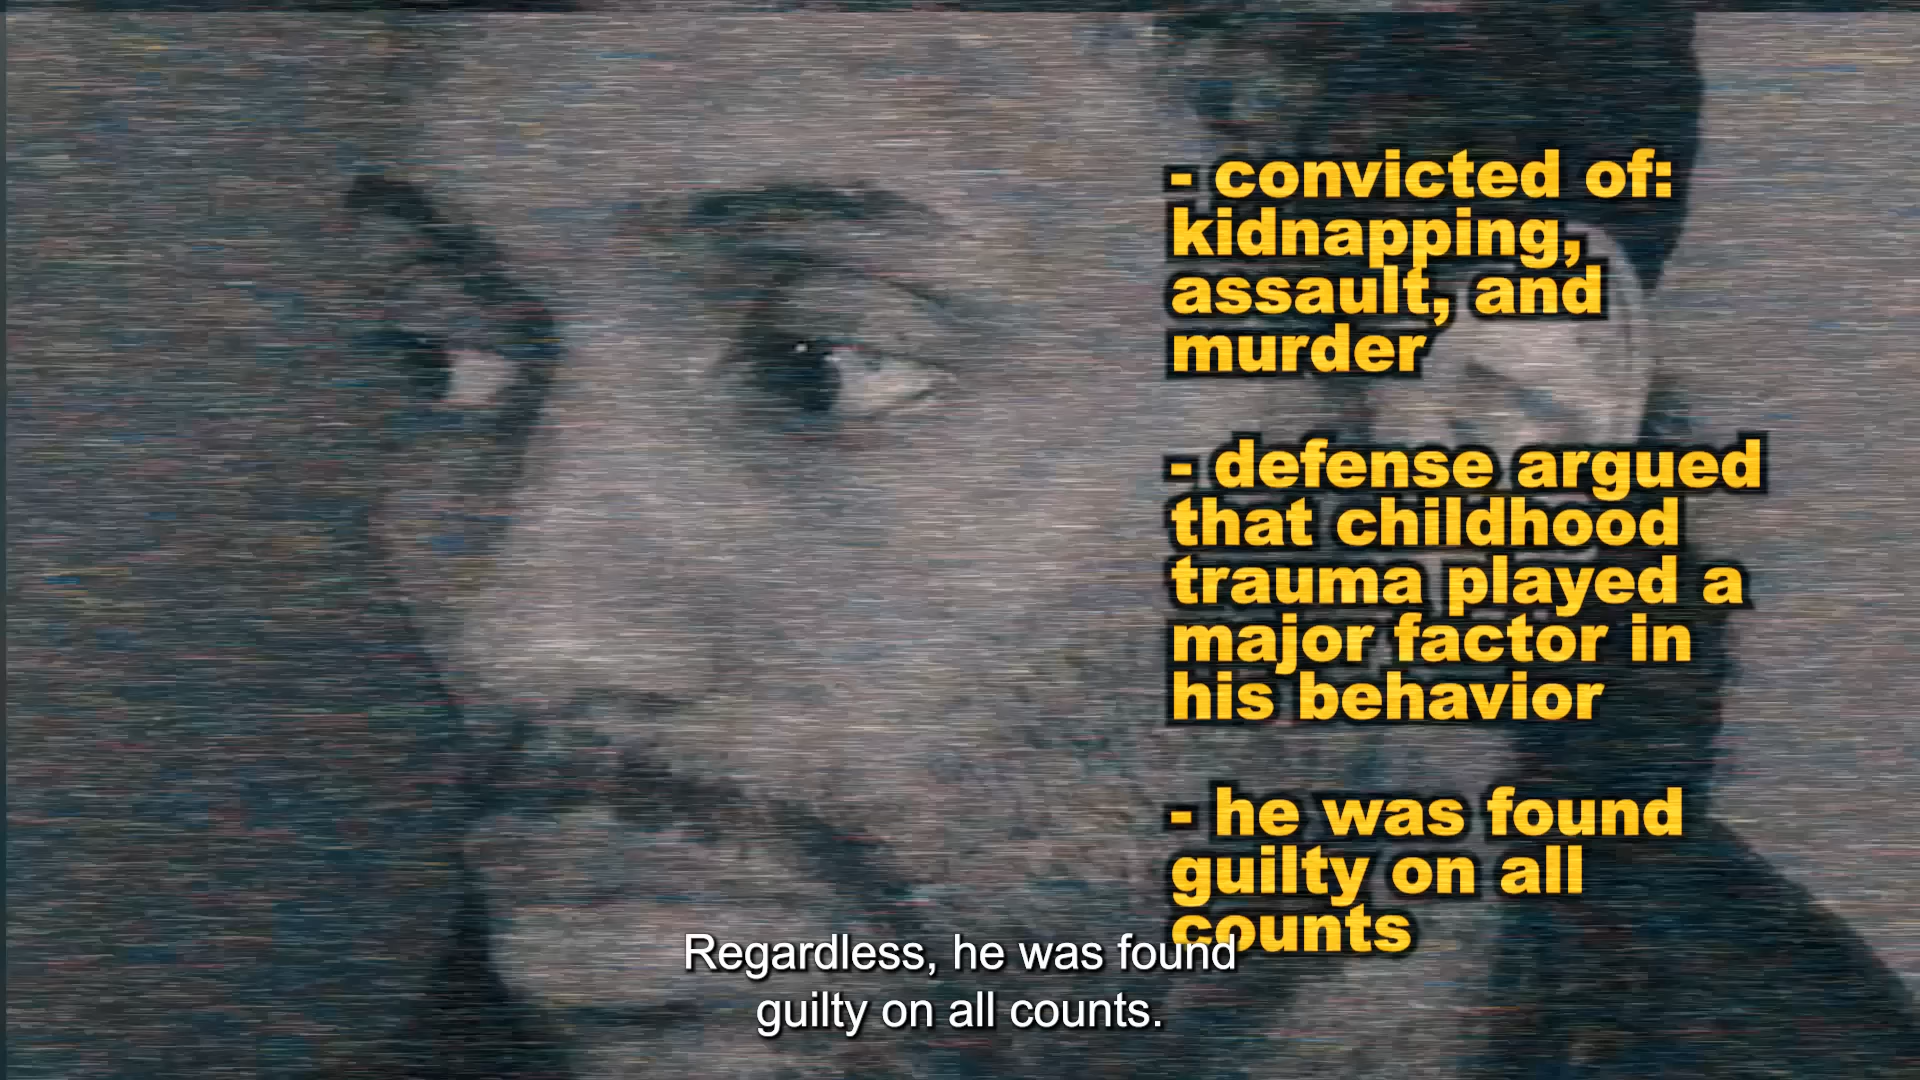 - convicted of:
kidnapping,
assault, and
murder
- defense argued
that childhood
trauma played a
major factor in
his behavior
- he was found
guilty on all
counts
Regardless, he was found
guilty on all counts.